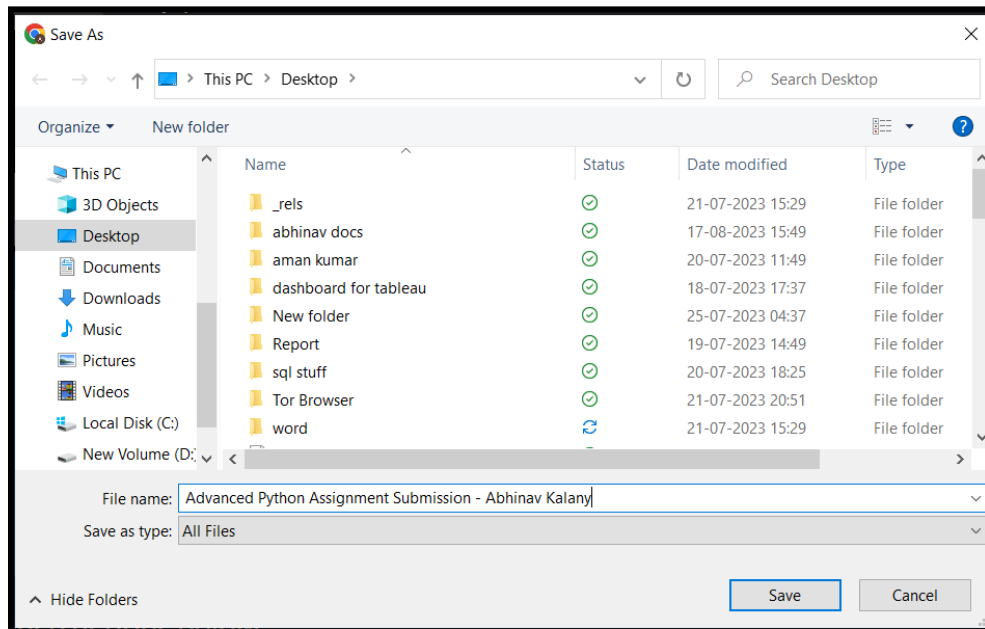 Save As
This PC > Desktop >
Search Desktop
Organize
New folder
?
This PC
3D Objects
Desktop
Documents
Downloads
Music
Pictures
Videos
Local Disk (C:)
New Volume (D:)
Name Status Date modified Type
_rels 21-07-2023 15:29 File folder
abhinav docs 17-08-2023 15:49 File folder
aman kumar 20-07-2023 11:49 File folder
dashboard for tableau 18-07-2023 17:37 File folder
New folder 25-07-2023 04:37 File folder
Report 19-07-2023 14:49 File folder
sql stuff 20-07-2023 18:25 File folder
Tor Browser 21-07-2023 20:51 File folder
word 21-07-2023 15:29 File folder
File name: Advanced Python Assignment Submission - Abhinav Kalany
Save as type: All Files
Hide Folders
Save
Cancel